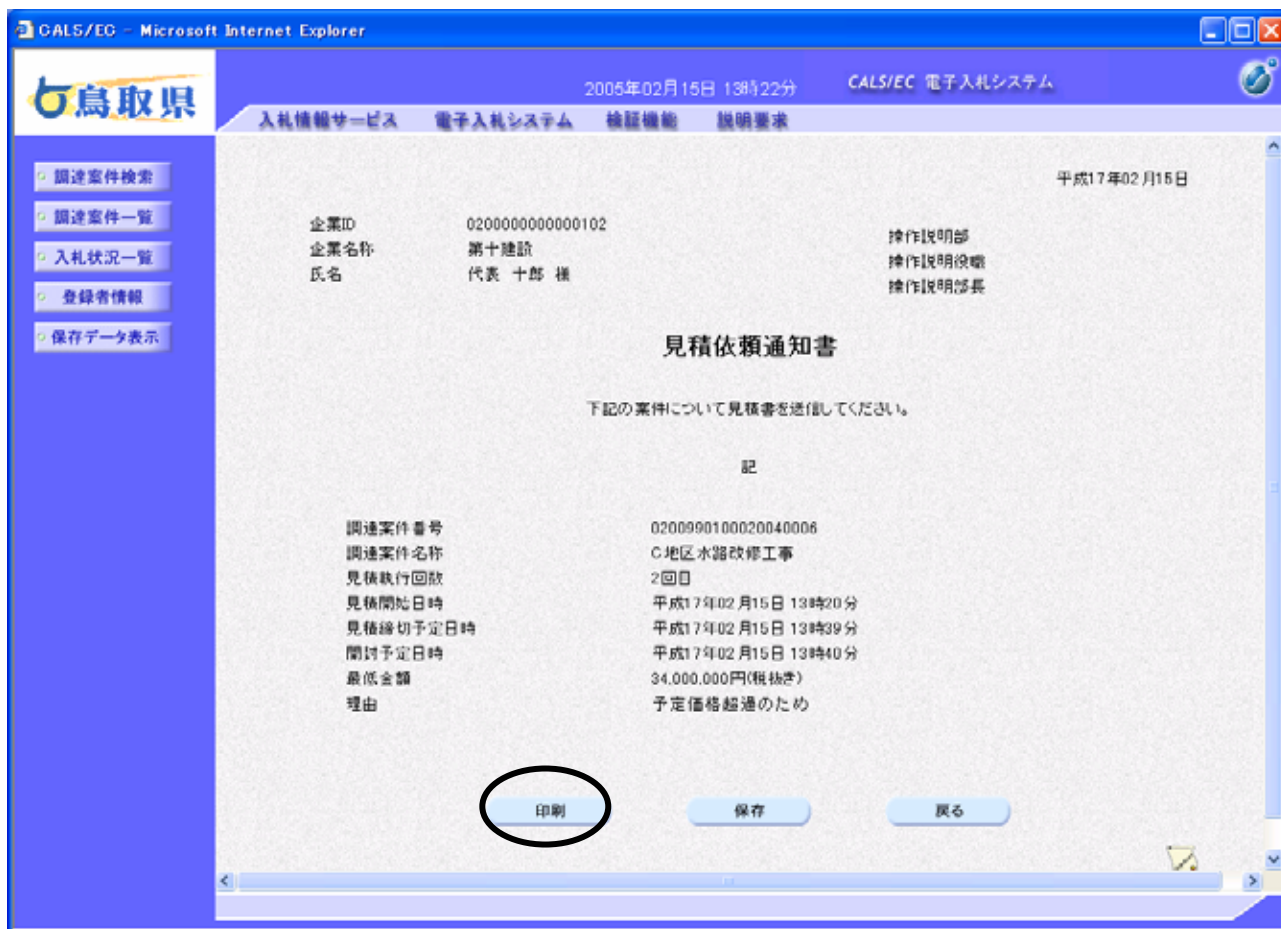 CALS/EC - Microsoft Internet Explorer
鳥取県
2005年02月15日 13時22分
CALS/EC 電子入札システム
入札情報サービス 電子入札システム 検証機能 説明要求
調達案件検索
調達案件一覧
入札状況一覧
登録者情報
保存データ表示
平成17年02月15日
企業ID 0200000000000102
企業名称 第十建設
氏名 代表 十郎 様
操作説明部
操作説明役職
操作説明部長
見積依頼通知書
下記の案件について見積書を送信してください。
記
調達案件番号 0200990100020040006
調達案件名称 C地区水路改修工事
見積執行回数 2回目
見積開始日時 平成17年02月15日 13時20分
見積締切予定日時 平成17年02月15日 13時39分
開封予定日時 平成17年02月15日 13時40分
最低金額 34,000,000円(税抜き)
理由 予定価格超過のため
印刷 保存 戻る